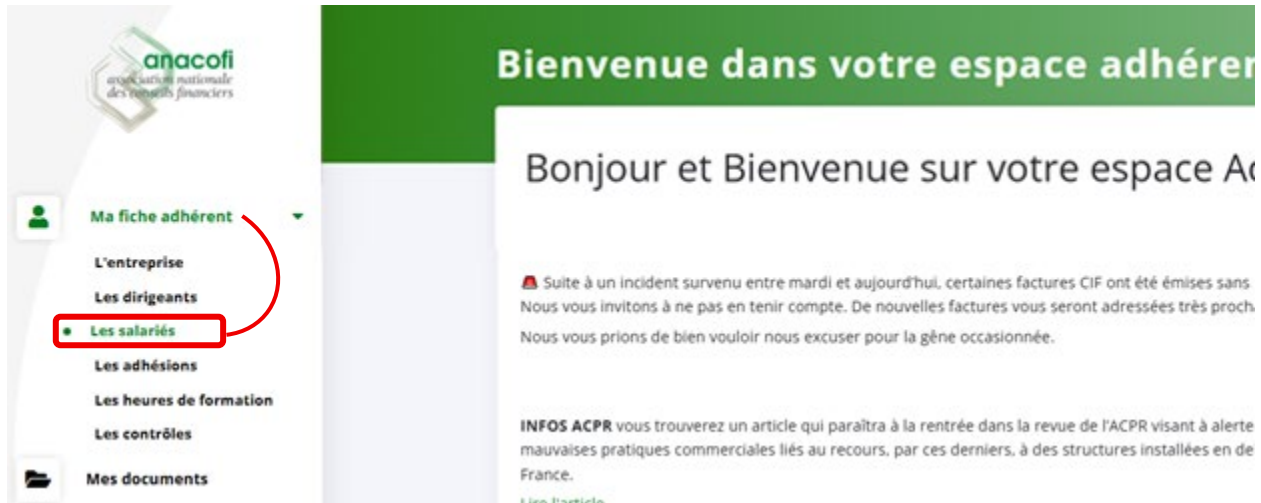 anacofi
association nationale
des conseils financiers
Ma fiche adhérent
L'entreprise
Les dirigeants
Les salariés
Les adhésions
Les heures de formation
Les contrôles
Mes documents
Bienvenue dans votre espace adhérer
Bonjour et Bienvenue sur votre espace Ad
Suite à un incident survenu entre mardi et aujourd'hui, certaines factures CIF ont été émises sans
Nous vous invitons à ne pas en tenir compte. De nouvelles factures vous seront adressées très proch
Nous vous prions de bien vouloir nous excuser pour la gêne occasionnée.
INFOS ACPR vous trouverez un article qui paraîtra à la rentrée dans la revue de l'ACPR visant à alerte
mauvaises pratiques commerciales liés au recours, par ces derniers, à des structures installées en de
France.
Lire l'article